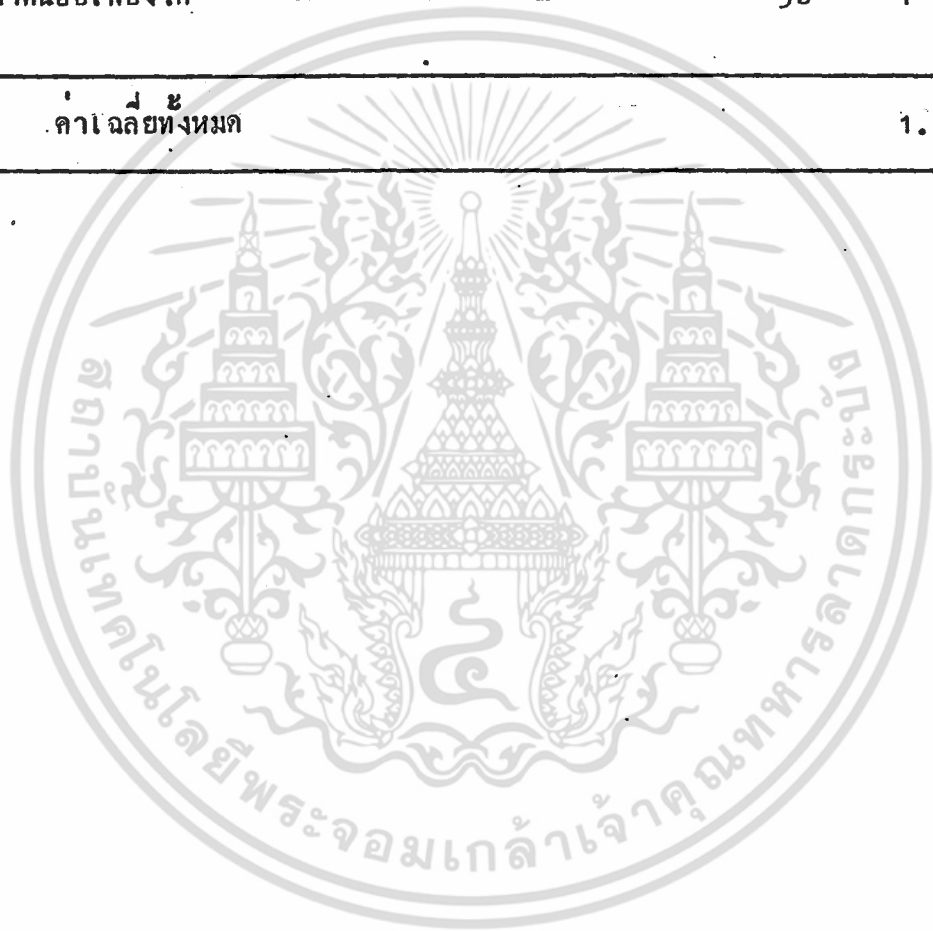 ค่าเฉลี่ยทั้งหมด 1.
สถาบันเทคโนโลยีพระจอมเกล้าเจ้าคุณทหารลาดกระบัง
๔